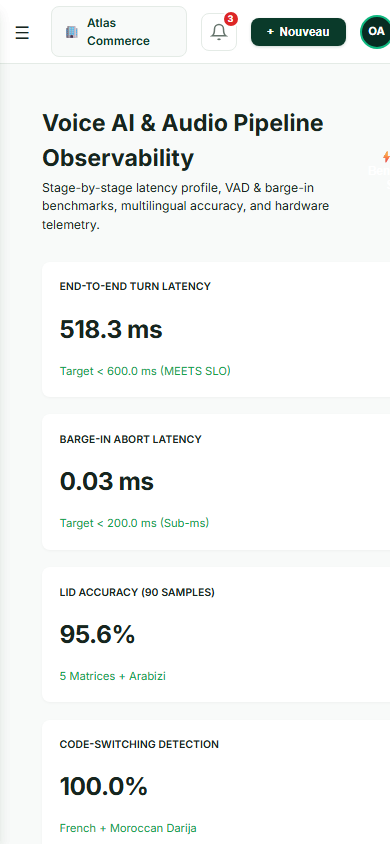 Atlas
Commerce
3
+ Nouveau
OA
Voice AI & Audio Pipeline
Observability
Stage-by-stage latency profile, VAD & barge-in
benchmarks, multilingual accuracy, and hardware
telemetry.
END-TO-END TURN LATENCY
518.3 ms
Target < 600.0 ms (MEETS SLO)
BARGE-IN ABORT LATENCY
0.03 ms
Target < 200.0 ms (Sub-ms)
LID ACCURACY (90 SAMPLES)
95.6%
5 Matrices + Arabizi
CODE-SWITCHING DETECTION
100.0%
French + Moroccan Darija